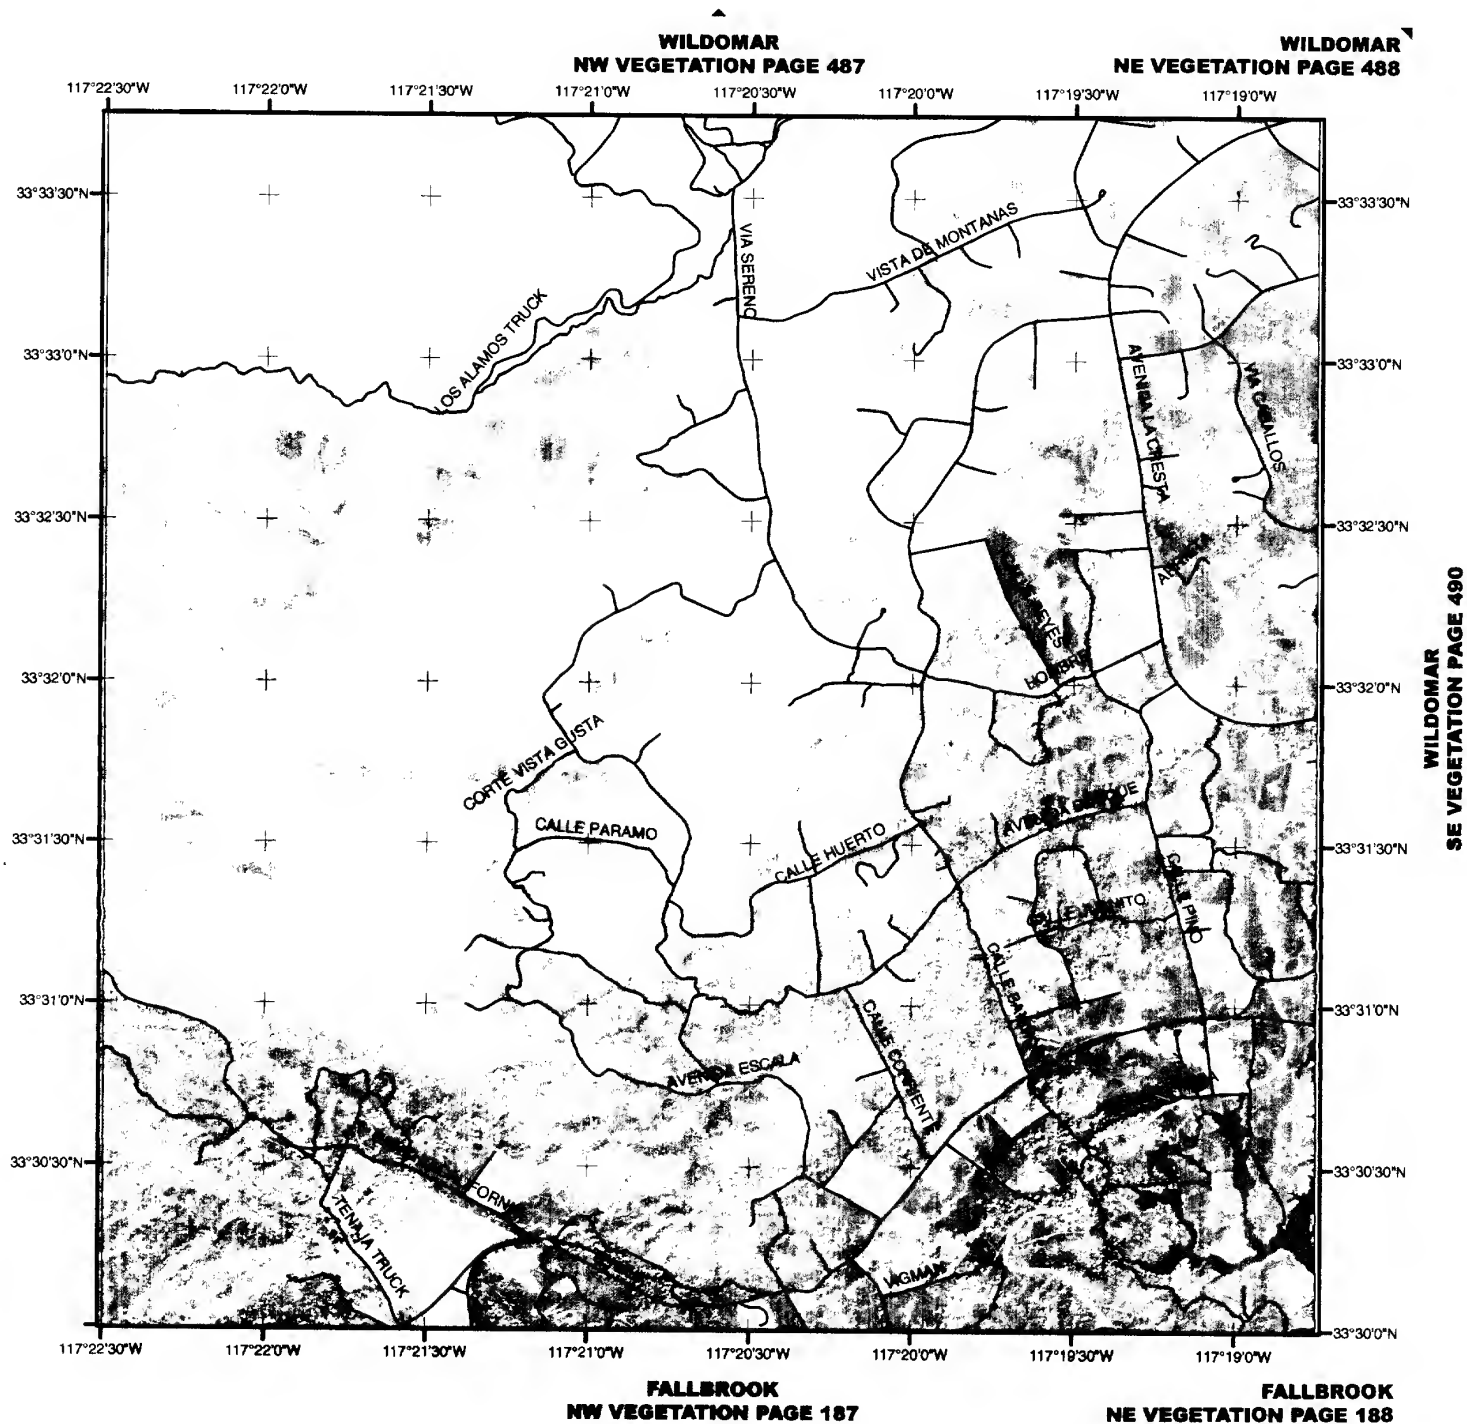 WILDOMAR
NW VEGETATION PAGE 487
WILDOMAR
NE VEGETATION PAGE 488
117°22'30"W 117°22'0"W 117°21'30"W 117°21'0"W 117°20'30"W 117°20'0"W 117°19'30"W 117°19'0"W
33°33'30"N
33°33'30"N
VISTA DE MONTANAS
VIA SERENO
LOS ALAMOS TRUCK
33°33'0"N
33°33'0"N
AVENIDA LA CRESTA
VIA CABALLOS
33°32'30"N
33°32'30"N
HOMBRE
33°32'0"N
33°32'0"N
WILDOMAR
SE VEGETATION PAGE 490
CORTE VISTA GUSTA
CALLE PARAMO
CALLE HUERTO
AVENIDA
33°31'30"N
33°31'30"N
CALLE PINO
CALLE
33°31'0"N
33°31'0"N
CALLE CORRIENTE
AVENIDA ESCALA
33°30'30"N
33°30'30"N
TENAJA TRUCK
VIGMAN
33°30'0"N
117°22'30"W 117°22'0"W 117°21'30"W 117°21'0"W 117°20'30"W 117°20'0"W 117°19'30"W 117°19'0"W
FALLBROOK
NW VEGETATION PAGE 187
FALLBROOK
NE VEGETATION PAGE 188